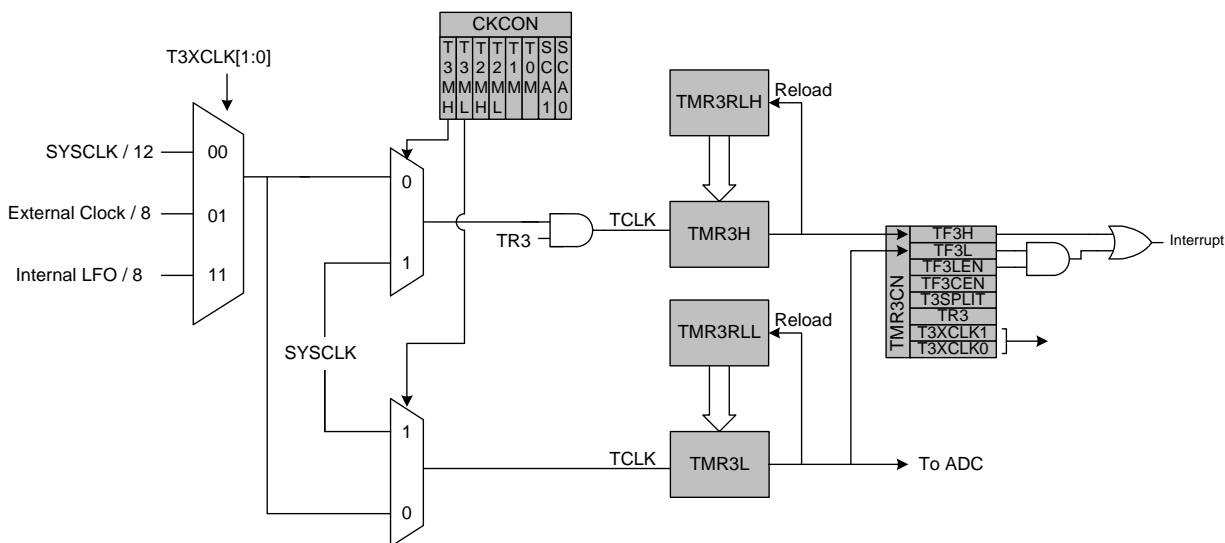 CKCON
T3MH T3ML T2MH T2ML T1M T0M SCA1 SCA0
T3XCLK[1:0]
SYSCLK / 12
00
External Clock / 8
01
Internal LFO / 8
11
0
1
SYSCLK
1
0
TR3
TCLK
TMR3RLH
Reload
TMR3H
TCLK
TMR3RLL
Reload
TMR3L
To ADC
TMR3CN
TF3H
TF3L
TF3LEN
TF3CEN
T3SPLIT
TR3
T3XCLK1
T3XCLK0
Interrupt